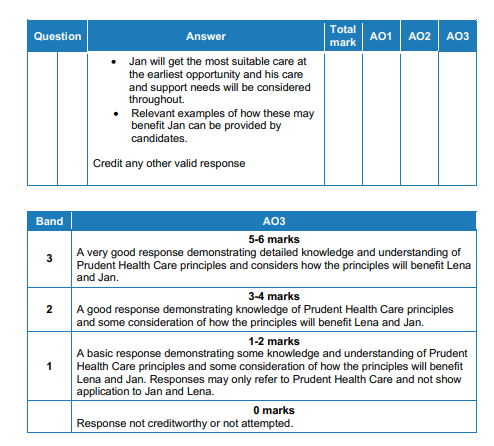 Question Answer Total mark AO1 AO2 AO3
• Jan will get the most suitable care at
the earliest opportunity and his care
and support needs will be considered
throughout.
• Relevant examples of how these may
benefit Jan can be provided by
candidates.
Credit any other valid response
Band AO3
5-6 marks
3 A very good response demonstrating detailed knowledge and understanding of
Prudent Health Care principles and considers how the principles will benefit Lena
and Jan.
3-4 marks
2 A good response demonstrating knowledge of Prudent Health Care principles
and some consideration of how the principles will benefit Lena and Jan.
1-2 marks
A basic response demonstrating some knowledge and understanding of Prudent
1 Health Care principles and some consideration of how the principles will benefit
Lena and Jan. Responses may only refer to Prudent Health Care and not show
application to Jan and Lena.
0 marks
Response not creditworthy or not attempted.